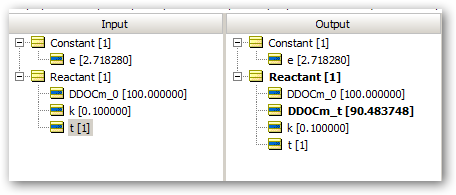 Input
Constant [1]
e [2.718280]
Reactant [1]
DDOCm_0 [100.000000]
k [0.100000]
t [1]
Output
Constant [1]
e [2.718280]
Reactant [1]
DDOCm_0 [100.000000]
DDOCm_t [90.483748]
k [0.100000]
t [1]